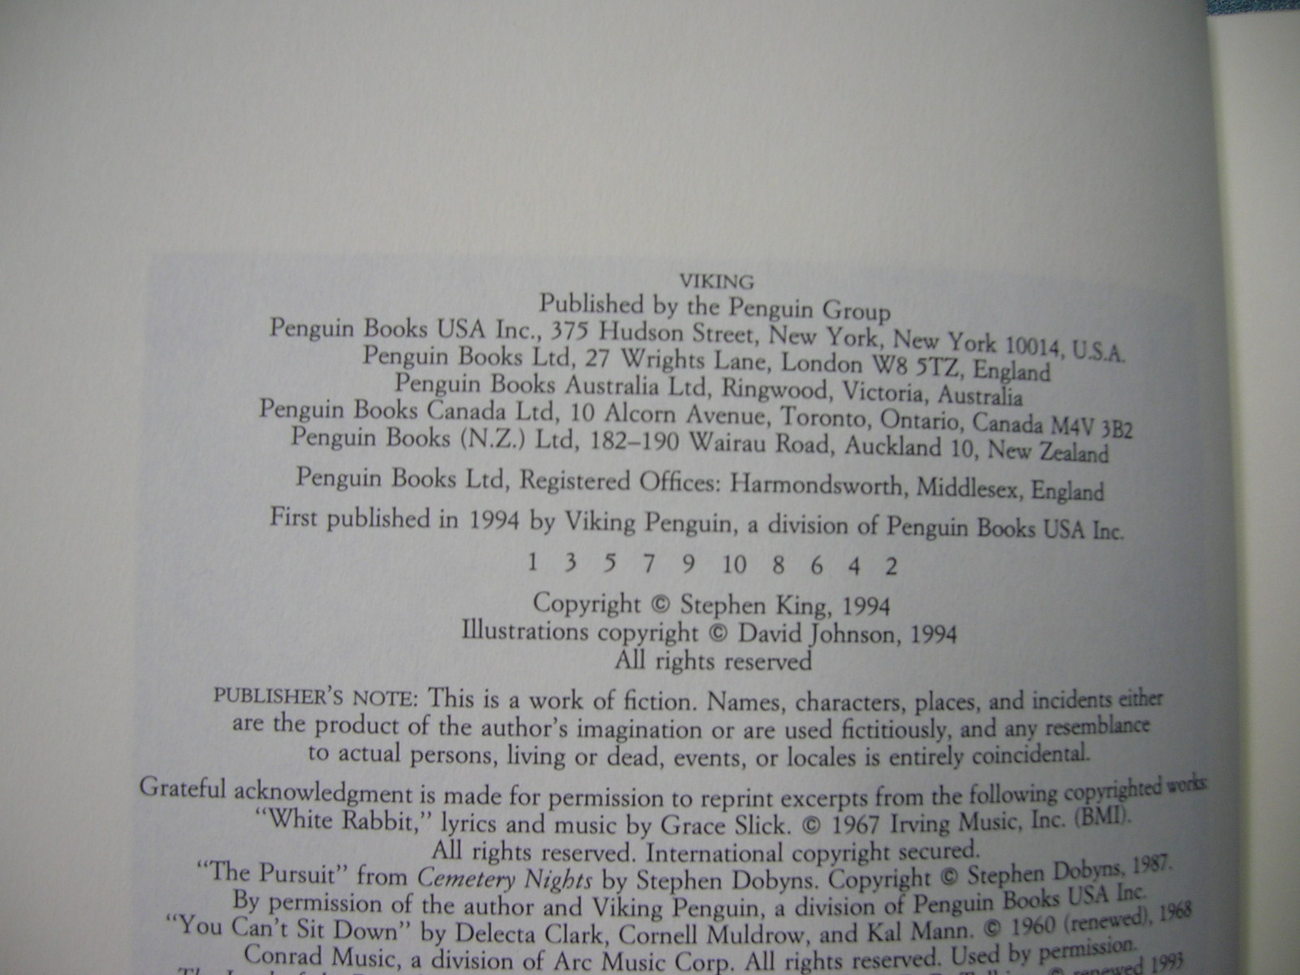 VIKING
Published by the Penguin Group
Penguin Books USA Inc., 375 Hudson Street, New York, New York 10014, U.S.A.
Penguin Books Ltd, 27 Wrights Lane, London W8 5TZ, England
Penguin Books Australia Ltd, Ringwood, Victoria, Australia
Penguin Books Canada Ltd, 10 Alcorn Avenue, Toronto, Ontario, Canada M4V 3B2
Penguin Books (N.Z.) Ltd, 182–190 Wairau Road, Auckland 10, New Zealand
Penguin Books Ltd, Registered Offices: Harmondsworth, Middlesex, England
First published in 1994 by Viking Penguin, a division of Penguin Books USA Inc.
1 3 5 7 9 10 8 6 4 2
Copyright © Stephen King, 1994
Illustrations copyright © David Johnson, 1994
All rights reserved
PUBLISHER'S NOTE: This is a work of fiction. Names, characters, places, and incidents either
are the product of the author's imagination or are used fictitiously, and any resemblance
to actual persons, living or dead, events, or locales is entirely coincidental.
Grateful acknowledgment is made for permission to reprint excerpts from the following copyrighted works:
"White Rabbit," lyrics and music by Grace Slick. © 1967 Irving Music, Inc. (BMI).
All rights reserved. International copyright secured.
"The Pursuit" from Cemetery Nights by Stephen Dobyns. Copyright © Stephen Dobyns, 1987.
By permission of the author and Viking Penguin, a division of Penguin Books USA Inc.
"You Can't Sit Down" by Delecta Clark, Cornell Muldrow, and Kal Mann. © 1960 (renewed), 1968
Conrad Music, a division of Arc Music Corp. All rights reserved. Used by permission.
renewed 1993